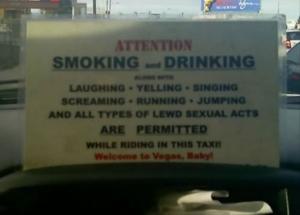 ATTENTION
SMOKING and DRINKING
ALONG WITH
LAUGHING • YELLING • SINGING
SCREAMING • RUNNING • JUMPING
AND ALL TYPES OF LEWD SEXUAL ACTS
ARE PERMITTED
WHILE RIDING IN THIS TAXI!
Welcome to Vegas, Baby!